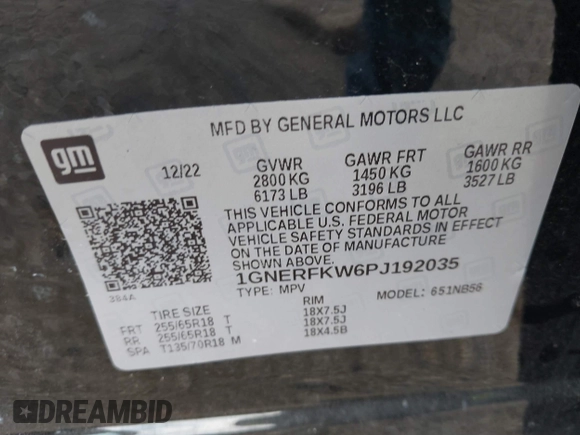 MFD BY GENERAL MOTORS LLC
gm
12/22
GVWR
2800 KG
6173 LB
GAWR FRT
1450 KG
3196 LB
GAWR RR
1600 KG
3527 LB
THIS VEHICLE CONFORMS TO ALL
APPLICABLE U.S. FEDERAL MOTOR
VEHICLE SAFETY STANDARDS IN EFFECT
ON THE DATE OF MANUFACTURE
SHOWN ABOVE.
1GNERFKW6PJ192035
TYPE: MPV MODEL: 651NB56
384A
TIRE SIZE RIM
FRT 255/65R18 T 18X7.5J
RR 255/65R18 T 18X7.5J
SPA T135/70R18 M 18X4.5B
DREAMBID